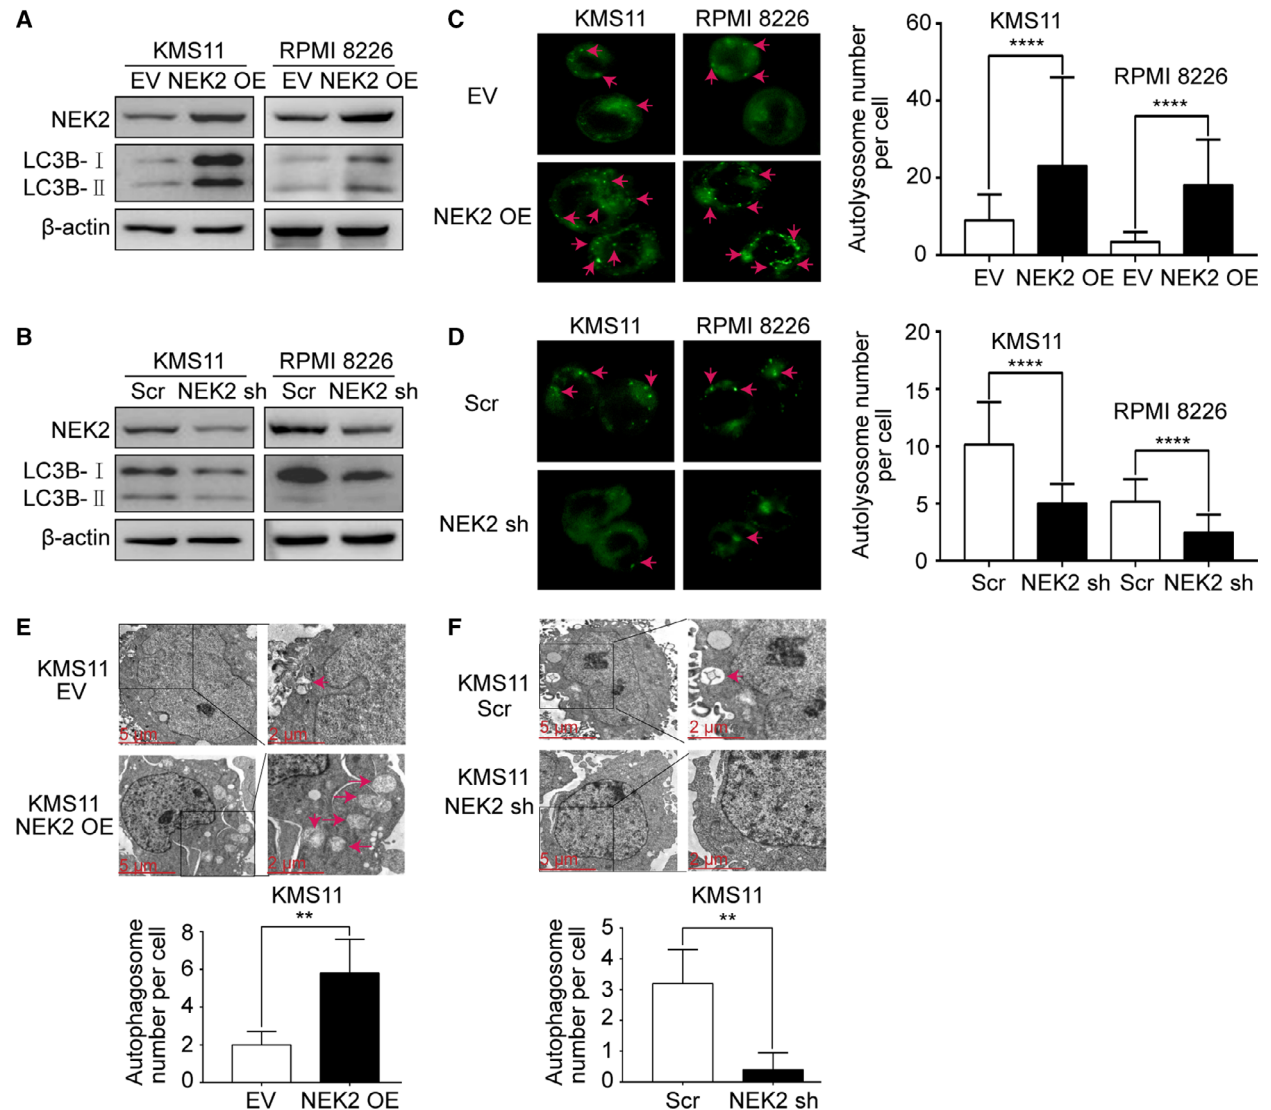 A
KMS11 RPMI 8226
EV NEK2 OE EV NEK2 OE
NEK2
LC3B-Ⅰ
LC3B-Ⅱ
β-actin
B
KMS11 RPMI 8226
Scr NEK2 sh Scr NEK2 sh
NEK2
LC3B-Ⅰ
LC3B-Ⅱ
β-actin
C
KMS11 RPMI 8226
EV
NEK2 OE
Autolysosome number
per cell
60
40
20
0
KMS11
****
RPMI 8226
****
EV NEK2 OE EV NEK2 OE
D
KMS11 RPMI 8226
Scr
NEK2 sh
Autolysosome number
per cell
20
15
10
5
0
KMS11
****
RPMI 8226
****
Scr NEK2 sh Scr NEK2 sh
E
KMS11
EV
5 μm 2 μm
KMS11
NEK2 OE
5 μm 2 μm
KMS11
**
Autophagosome
number per cell
8
6
4
2
0
EV NEK2 OE
F
KMS11
Scr
5 μm 2 μm
KMS11
NEK2 sh
5 μm 2 μm
KMS11
**
Autophagosome
number per cell
5
4
3
2
1
0
Scr NEK2 sh